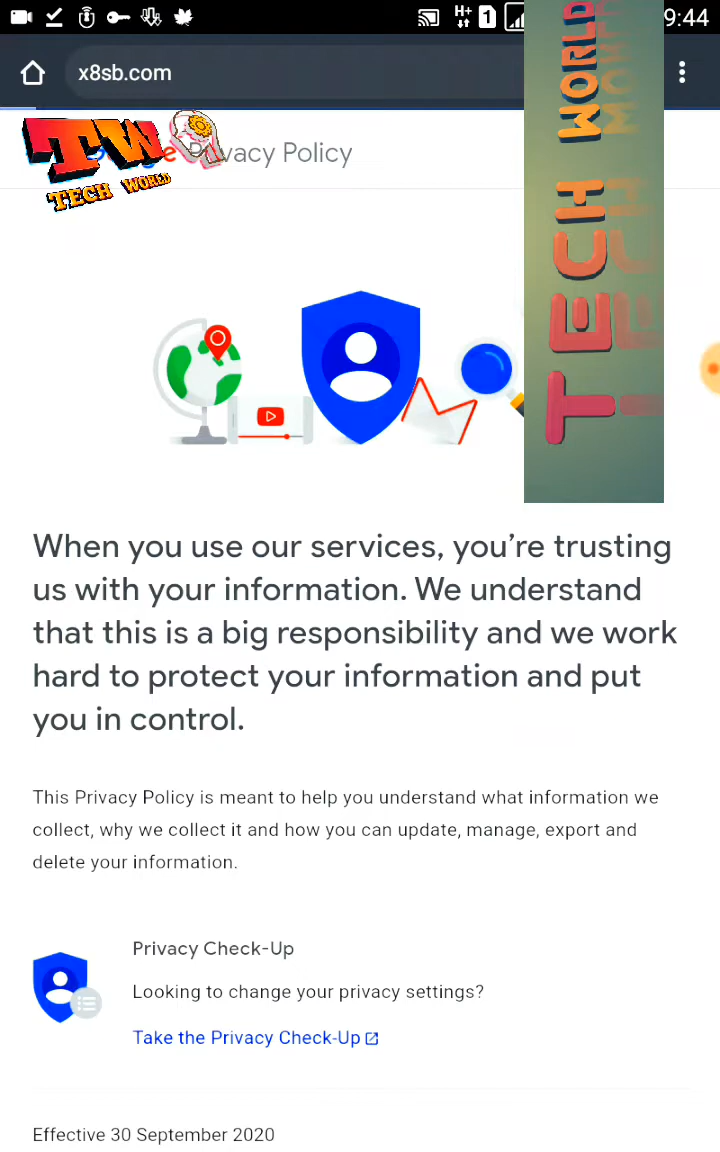 H+
1
9:44
x8sb.com
TW
TECH WORLD
Privacy Policy
TECH WORLD
When you use our services, you’re trusting
us with your information. We understand
that this is a big responsibility and we work
hard to protect your information and put
you in control.
This Privacy Policy is meant to help you understand what information we
collect, why we collect it and how you can update, manage, export and
delete your information.
Privacy Check-Up
Looking to change your privacy settings?
Take the Privacy Check-Up
Effective 30 September 2020